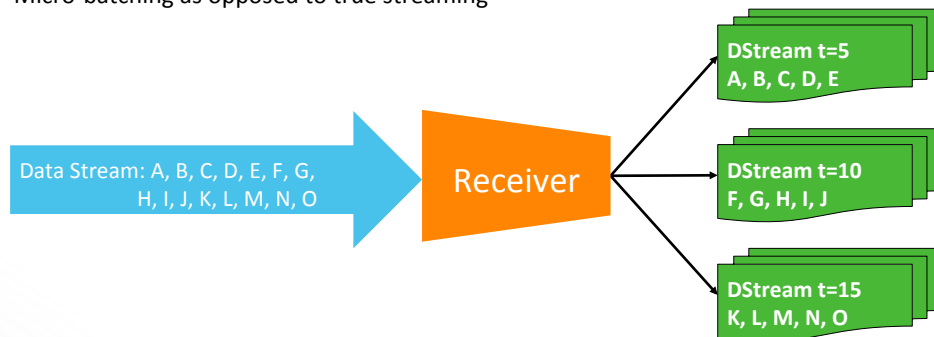 Micro-batching as opposed to true streaming
Data Stream: A, B, C, D, E, F, G,
H, I, J, K, L, M, N, O
Receiver
DStream t=5
A, B, C, D, E
DStream t=10
F, G, H, I, J
DStream t=15
K, L, M, N, O